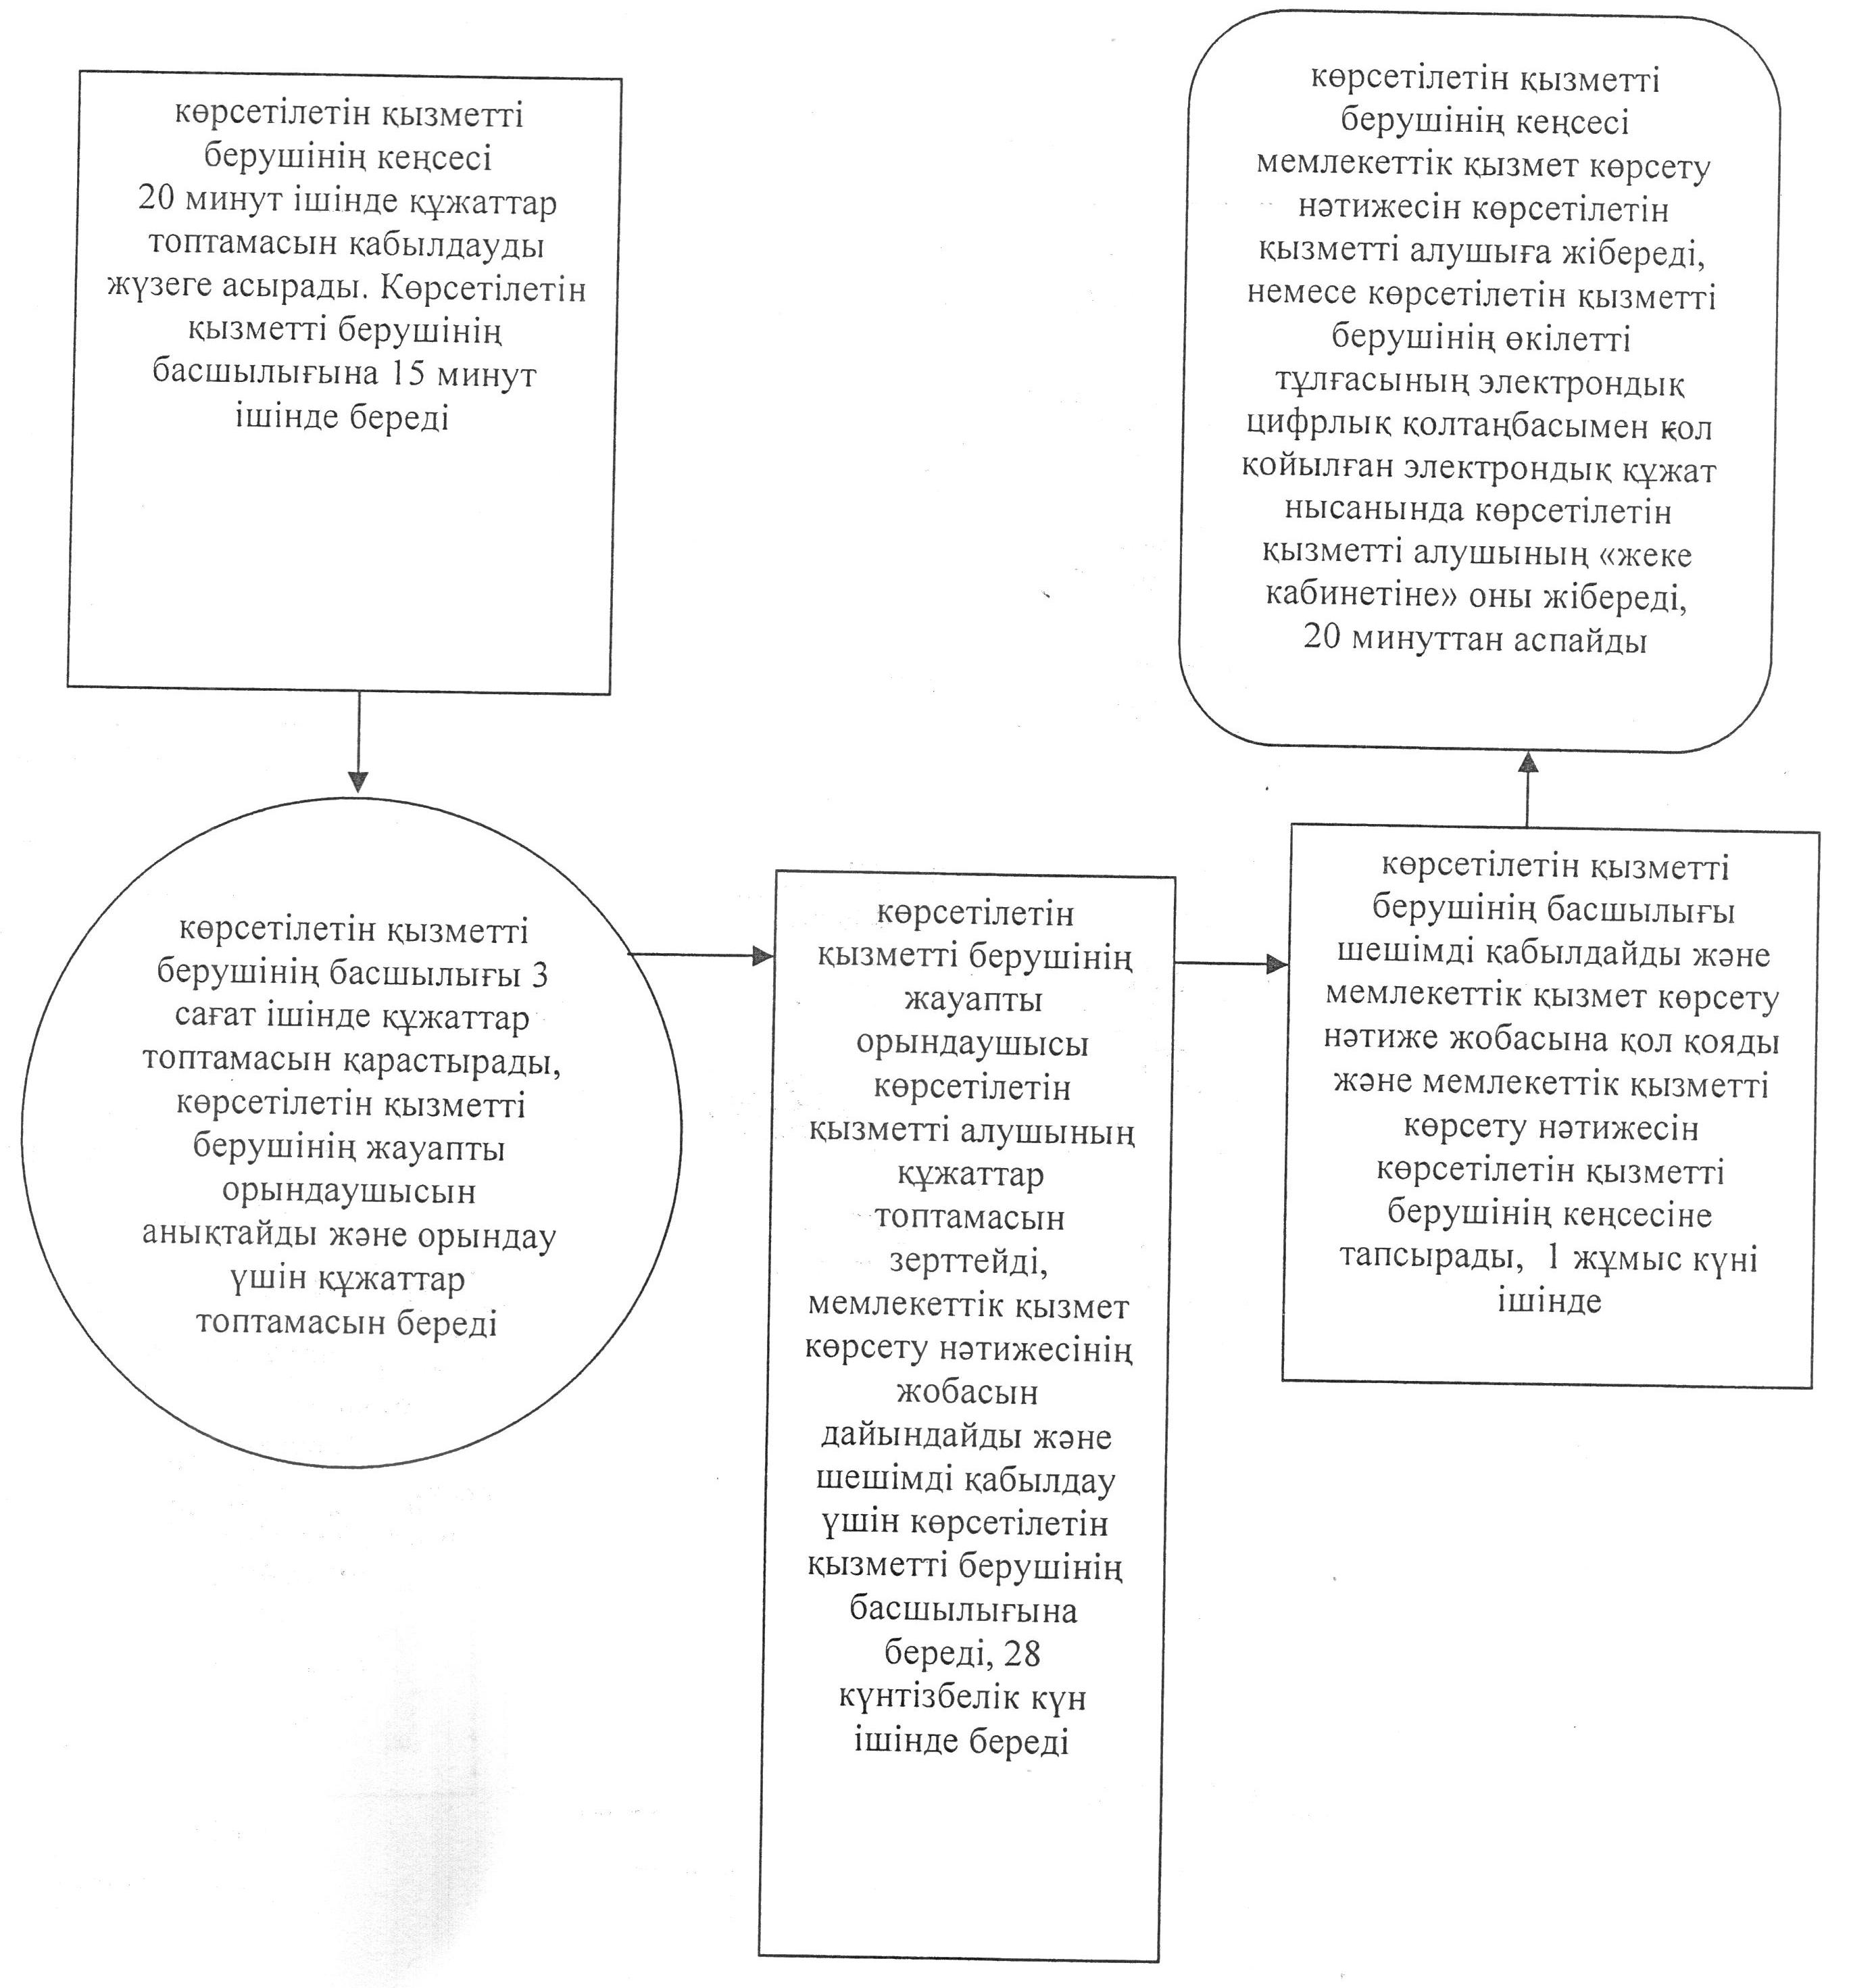 көрсетілетін қызметті
берушінің кеңсесі
20 минут ішінде құжаттар
топтамасын қабылдауды
жүзеге асырады. Көрсетілетін
қызметті берушінің
басшылығына 15 минут
ішінде береді
көрсетілетін қызметті
берушінің басшылығы 3
сағат ішінде құжаттар
топтамасын қарастырады,
көрсетілетін қызметті
берушінің жауапты
орындаушысын
анықтайды және орындау
үшін құжаттар
топтамасын береді
көрсетілетін
қызметті берушінің
жауапты
орындаушысы
көрсетілетін
қызметті алушының
құжаттар
топтамасын
зерттейді,
мемлекеттік қызмет
көрсету нәтижесінің
жобасын
дайындайды және
шешімді қабылдау
үшін көрсетілетін
қызметті берушінің
басшылығына
береді, 28
күнтізбелік күн
ішінде береді
көрсетілетін қызметті
берушінің басшылығы
шешімді қабылдайды және
мемлекеттік қызмет көрсету
нәтиже жобасына қол қояды
және мемлекеттік қызметті
көрсету нәтижесін
көрсетілетін қызметті
берушінің кеңсесіне
тапсырады, 1 жұмыс күні
ішінде
көрсетілетін қызметті
берушінің кеңсесі
мемлекеттік қызмет көрсету
нәтижесін көрсетілетін
қызметті алушыға жібереді,
немесе көрсетілетін қызметті
берушінің өкілетті
тұлғасының электрондық
цифрлық қолтаңбасымен қол
қойылған электрондық құжат
нысанында көрсетілетін
қызметті алушының «жеке
кабинетіне» оны жібереді,
20 минуттан аспайды